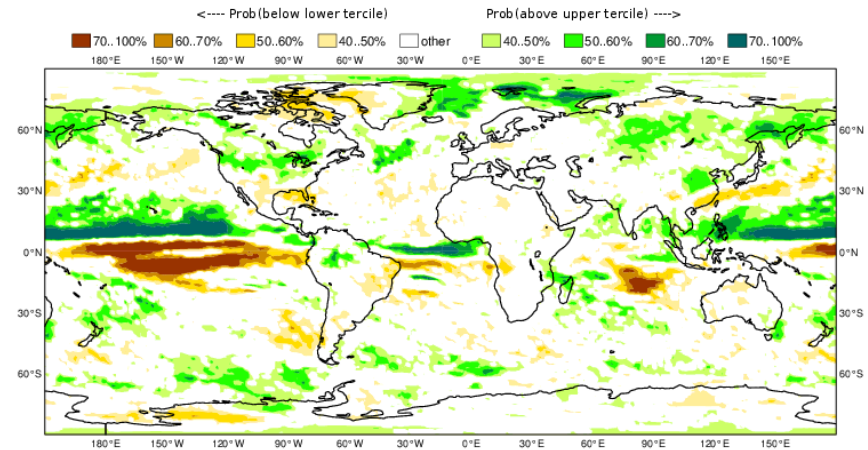 <---- Prob(below lower tercile) Prob(above upper tercile) ---->
70..100% 60..70% 50..60% 40..50% other 40..50% 50..60% 60..70% 70..100%
180°E 150°W 120°W 90°W 60°W 30°W 0°E 30°E 60°E 90°E 120°E 150°E
60°N 60°N
30°N 30°N
0°N 0°N
30°S 30°S
60°S 60°S
180°E 150°W 120°W 90°W 60°W 30°W 0°E 30°E 60°E 90°E 120°E 150°E